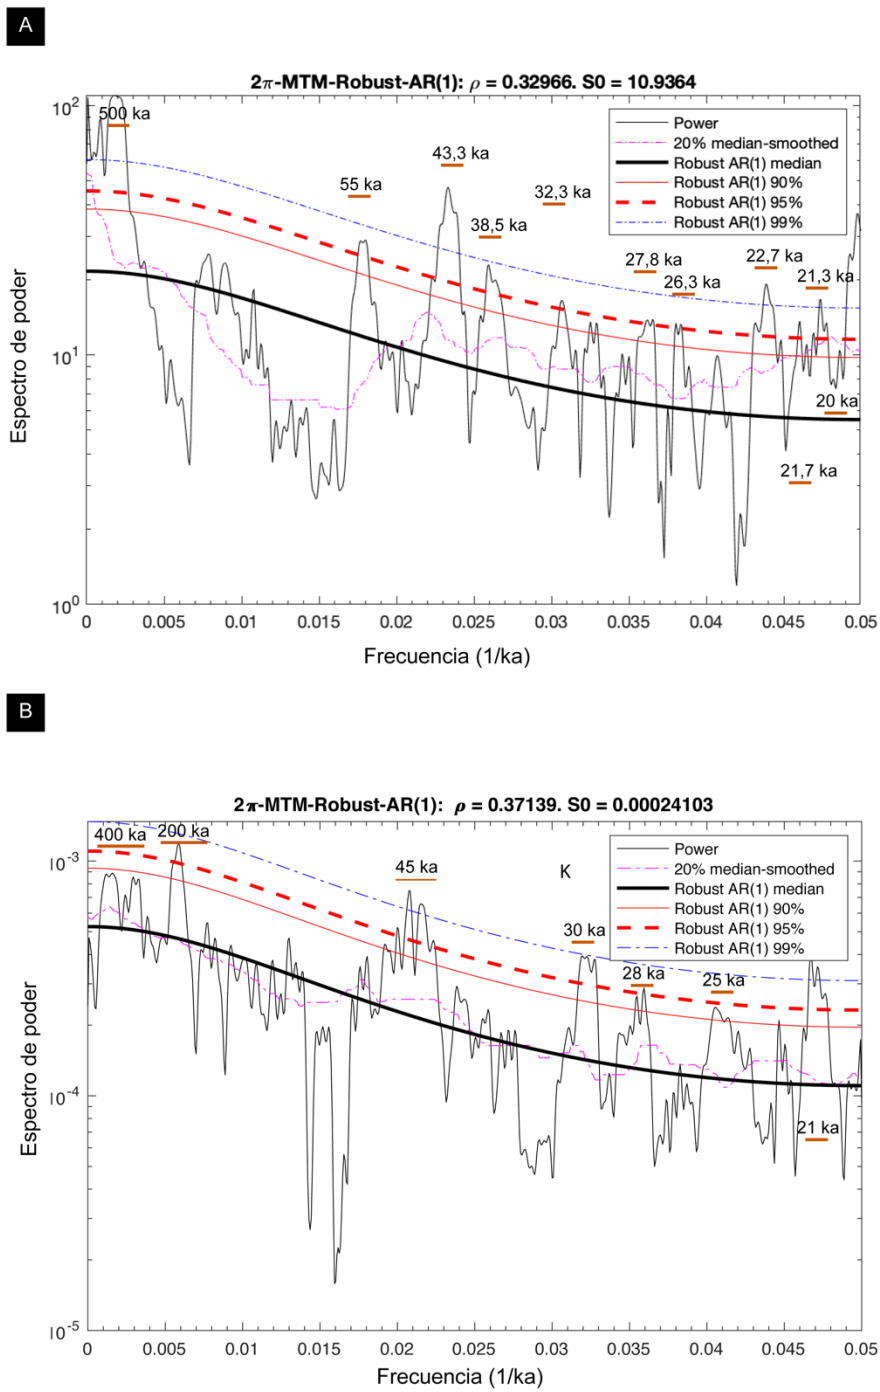 A
2π-MTM-Robust-AR(1): ρ = 0.32966. S0 = 10.9364
10²
500 ka
Power
20% median-smoothed
Robust AR(1) median
Robust AR(1) 90%
Robust AR(1) 95%
Robust AR(1) 99%
43,3 ka
55 ka
32,3 ka
38,5 ka
27,8 ka
22,7 ka
26,3 ka
21,3 ka
10¹
20 ka
21,7 ka
10⁰
Espectro de poder
0 0.005 0.01 0.015 0.02 0.025 0.03 0.035 0.04 0.045 0.05
Frecuencia (1/ka)
B
2π-MTM-Robust-AR(1): ρ = 0.37139. S0 = 0.00024103
400 ka
200 ka
10⁻³
45 ka
K
Power
20% median-smoothed
Robust AR(1) median
Robust AR(1) 90%
Robust AR(1) 95%
Robust AR(1) 99%
30 ka
28 ka
25 ka
10⁻⁴
21 ka
10⁻⁵
Espectro de poder
0 0.005 0.01 0.015 0.02 0.025 0.03 0.035 0.04 0.045 0.05
Frecuencia (1/ka)